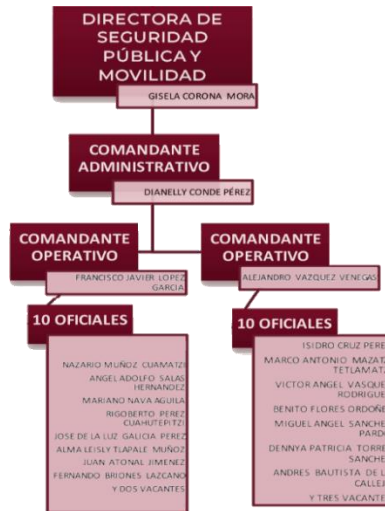 DIRECTORA DE
SEGURIDAD
PÚBLICA Y
MOVILIDAD
GISELA CORONA MORA
COMANDANTE
ADMINISTRATIVO
DIANELLY CONDE PÉREZ
COMANDANTE
OPERATIVO
FRANCISCO JAVIER LOPEZ
GARCIA
10 OFICIALES
NAZARIO MUÑOZ CUAMATZI
ANGEL ADOLFO SALAS
HERNANDEZ
MARIANO NAVA AGUILA
RIGOBERTO PEREZ
CUAHUTEPITZI
JOSE DE LA LUZ GALICIA PEREZ
ALMA LEISLY TLAPALE MUÑOZ
JUAN ATONAL JIMENEZ
FERNANDO BRIONES LAZCANO
Y DOS VACANTES
COMANDANTE
OPERATIVO
ALEJANDRO VAZQUEZ VENEGAS
10 OFICIALES
ISIDRO CRUZ PERE
MARCO ANTONIO MAZAT
TETLAMATZ
VICTOR ANGEL VASQUE
RODRIGUE
BENITO FLORES ORDOÑE
MIGUEL ANGEL SANCHE
PARD
DENNYA PATRICIA TORRE
SANCHE
ANDRES BAUTISTA DE L
CALLEJ
Y TRES VACANTE